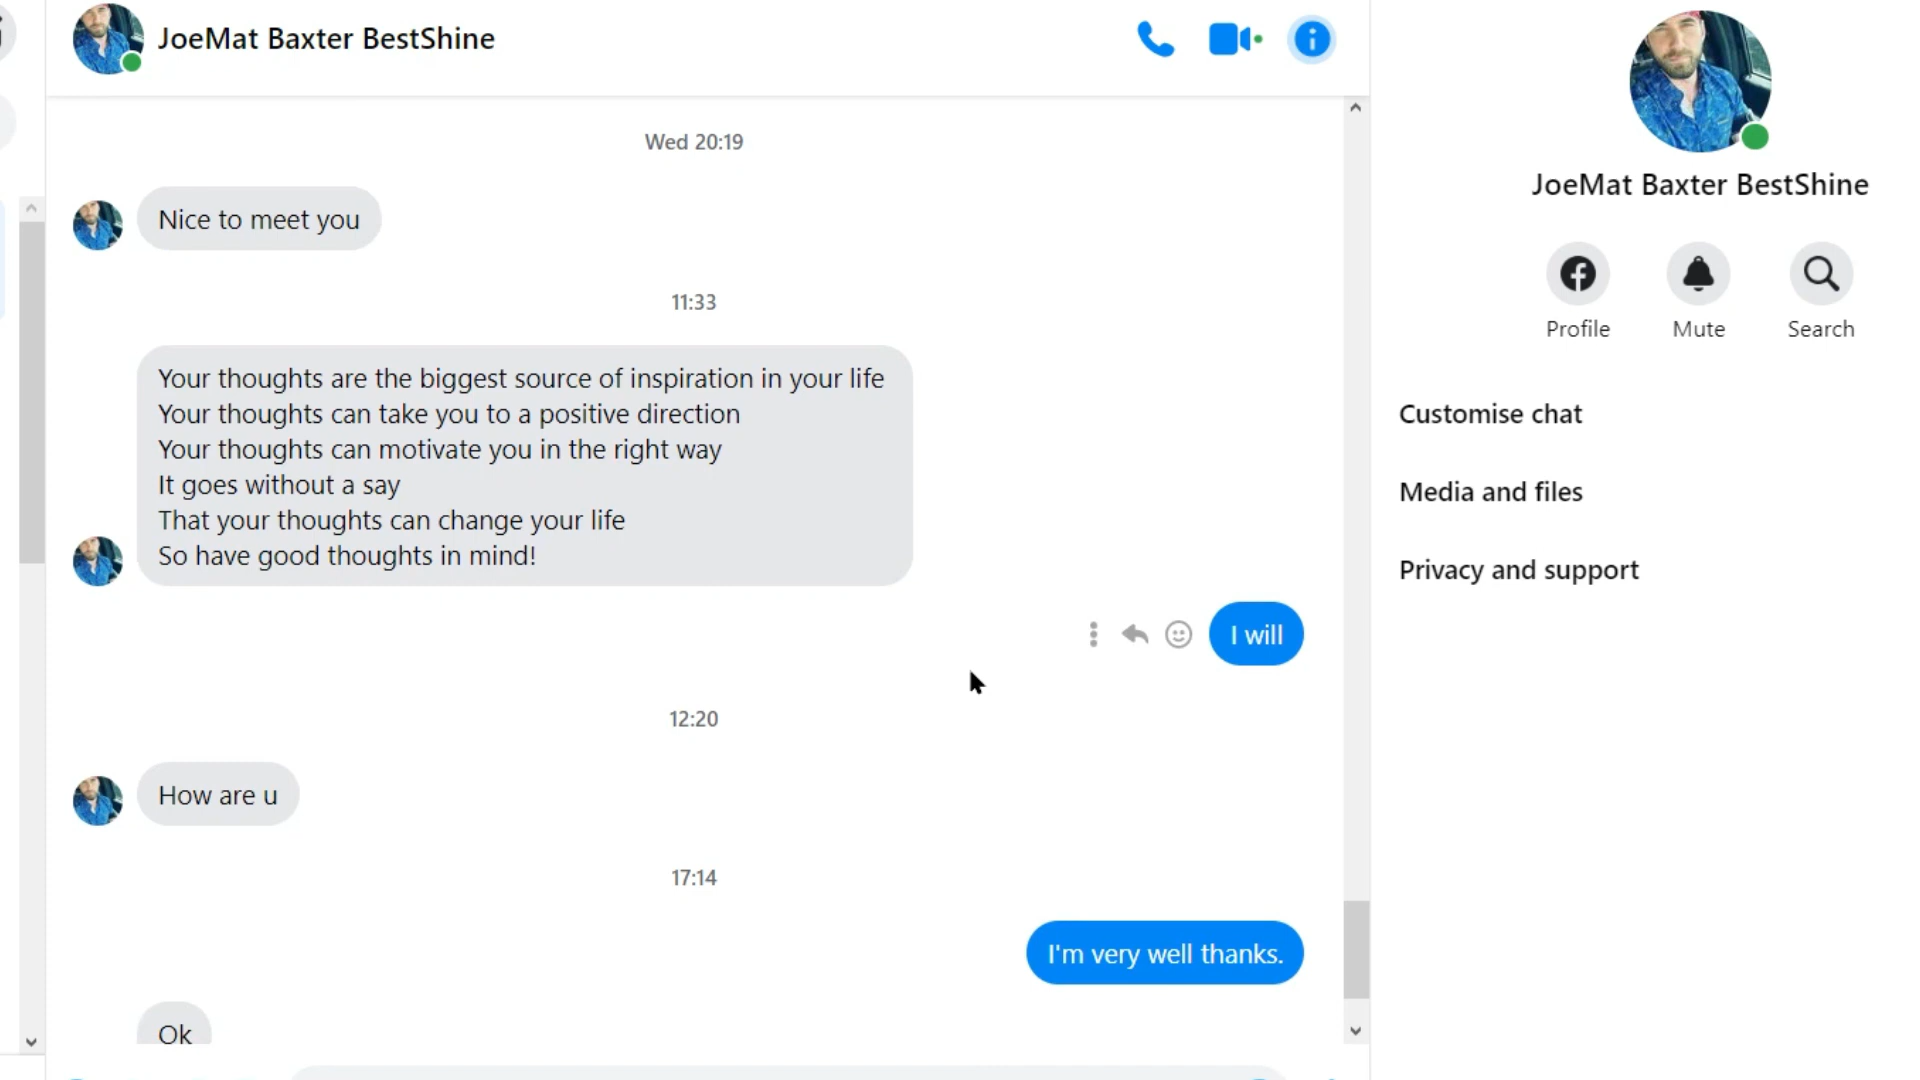 JoeMat Baxter BestShine
Wed 20:19
Nice to meet you
11:33
Your thoughts are the biggest source of inspiration in your life
Your thoughts can take you to a positive direction
Your thoughts can motivate you in the right way
It goes without a say
That your thoughts can change your life
So have good thoughts in mind!
I will
12:20
How are u
17:14
I'm very well thanks.
Ok
JoeMat Baxter BestShine
Profile
Mute
Search
Customise chat
Media and files
Privacy and support